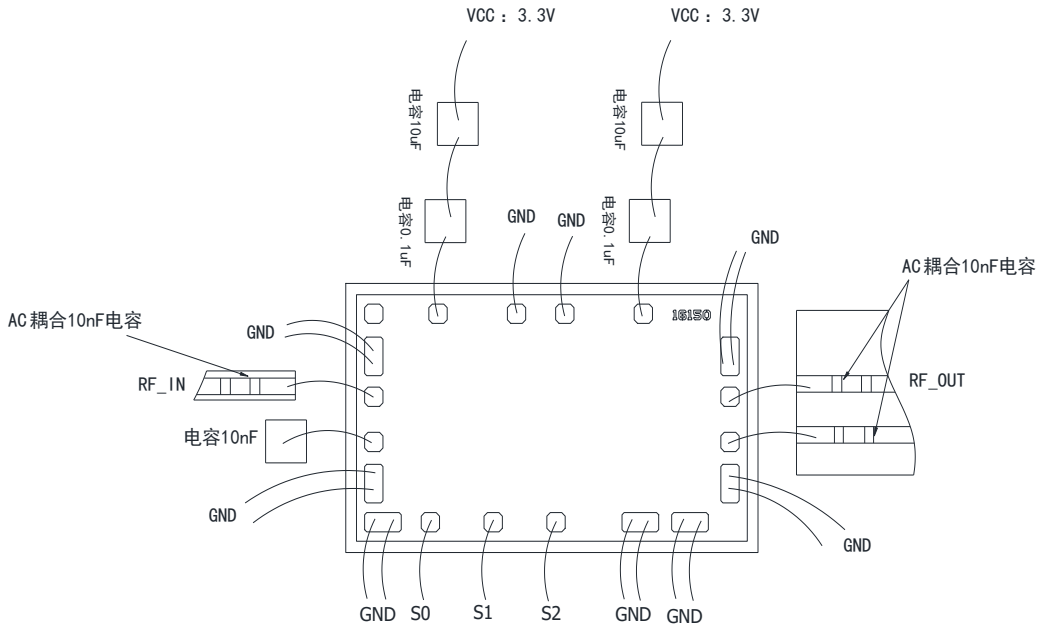 VCC：3.3V
VCC：3.3V
电容10uF
电容10uF
电容0.1uF
电容0.1uF
GND
GND
GND
AC耦合10nF电容
AC耦合10nF电容
16150
GND
RF_IN
RF_OUT
电容10nF
GND
GND
GND
S0
S1
S2
GND
GND